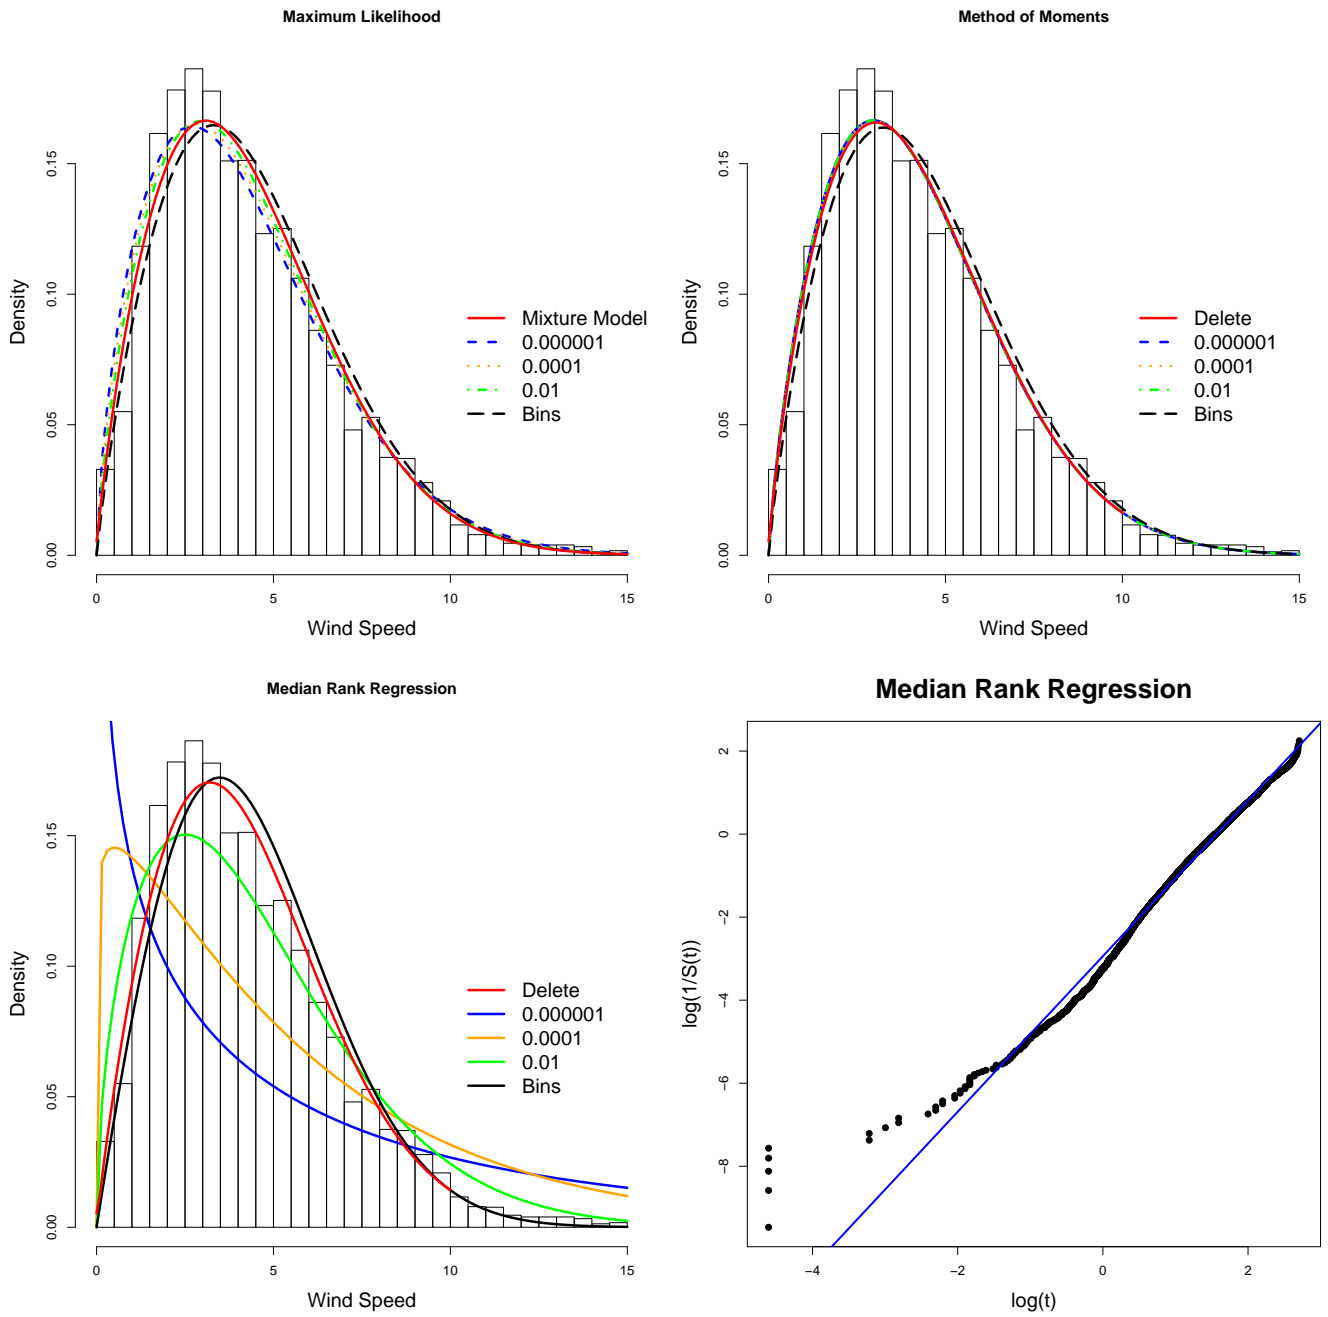 Maximum Likelihood
Density
0.00
0.05
0.10
0.15
0
5
10
15
Wind Speed
Mixture Model
0.000001
0.0001
0.01
Bins
Method of Moments
Density
0.00
0.05
0.10
0.15
0
5
10
15
Wind Speed
Delete
0.000001
0.0001
0.01
Bins
Median Rank Regression
Density
0.00
0.05
0.10
0.15
0
5
10
15
Wind Speed
Delete
0.000001
0.0001
0.01
Bins
Median Rank Regression
log(1/S(t))
2
0
−2
−4
−6
−8
−4
−2
0
2
log(t)